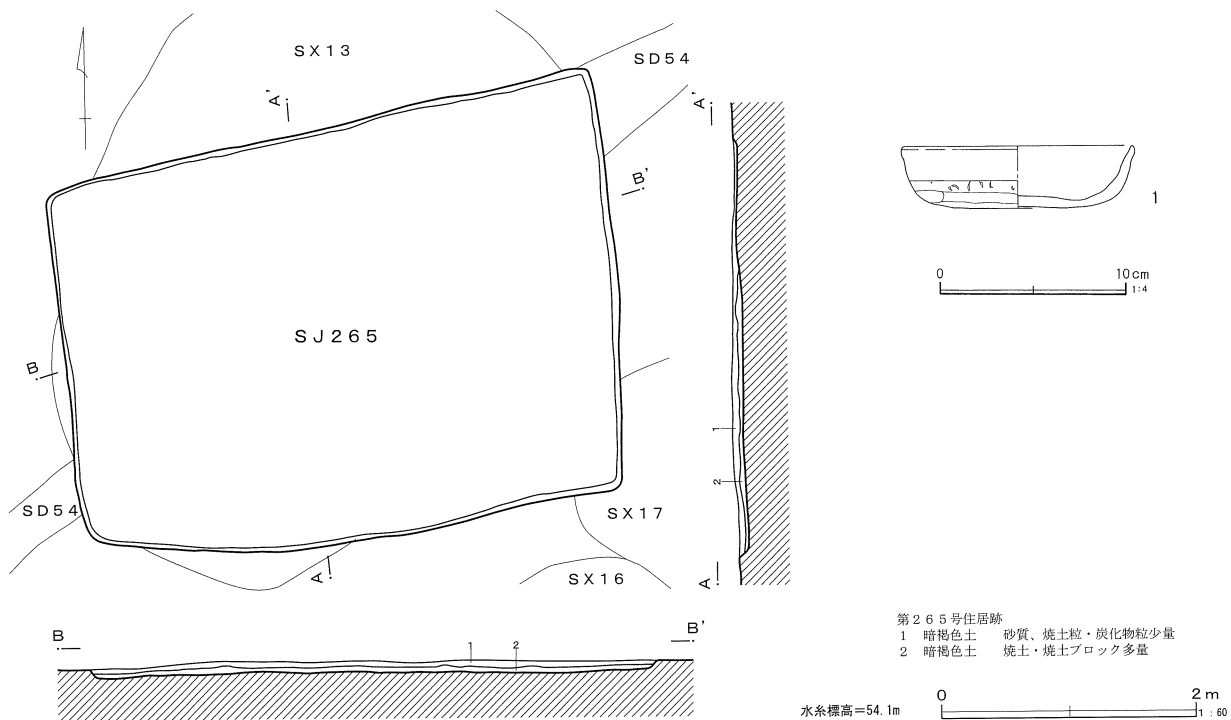 SX13
SD54
A'
A'
B'
1
0 10cm
1:4
SJ265
B
1
2
SD54
SX17
A
A
SX16
B
B'
1 2
第265号住居跡
1 暗褐色土 砂質、焼土粒・炭化物粒少量
2 暗褐色土 焼土・焼土ブロック多量
水糸標高=54.1m
0 2m
1:60